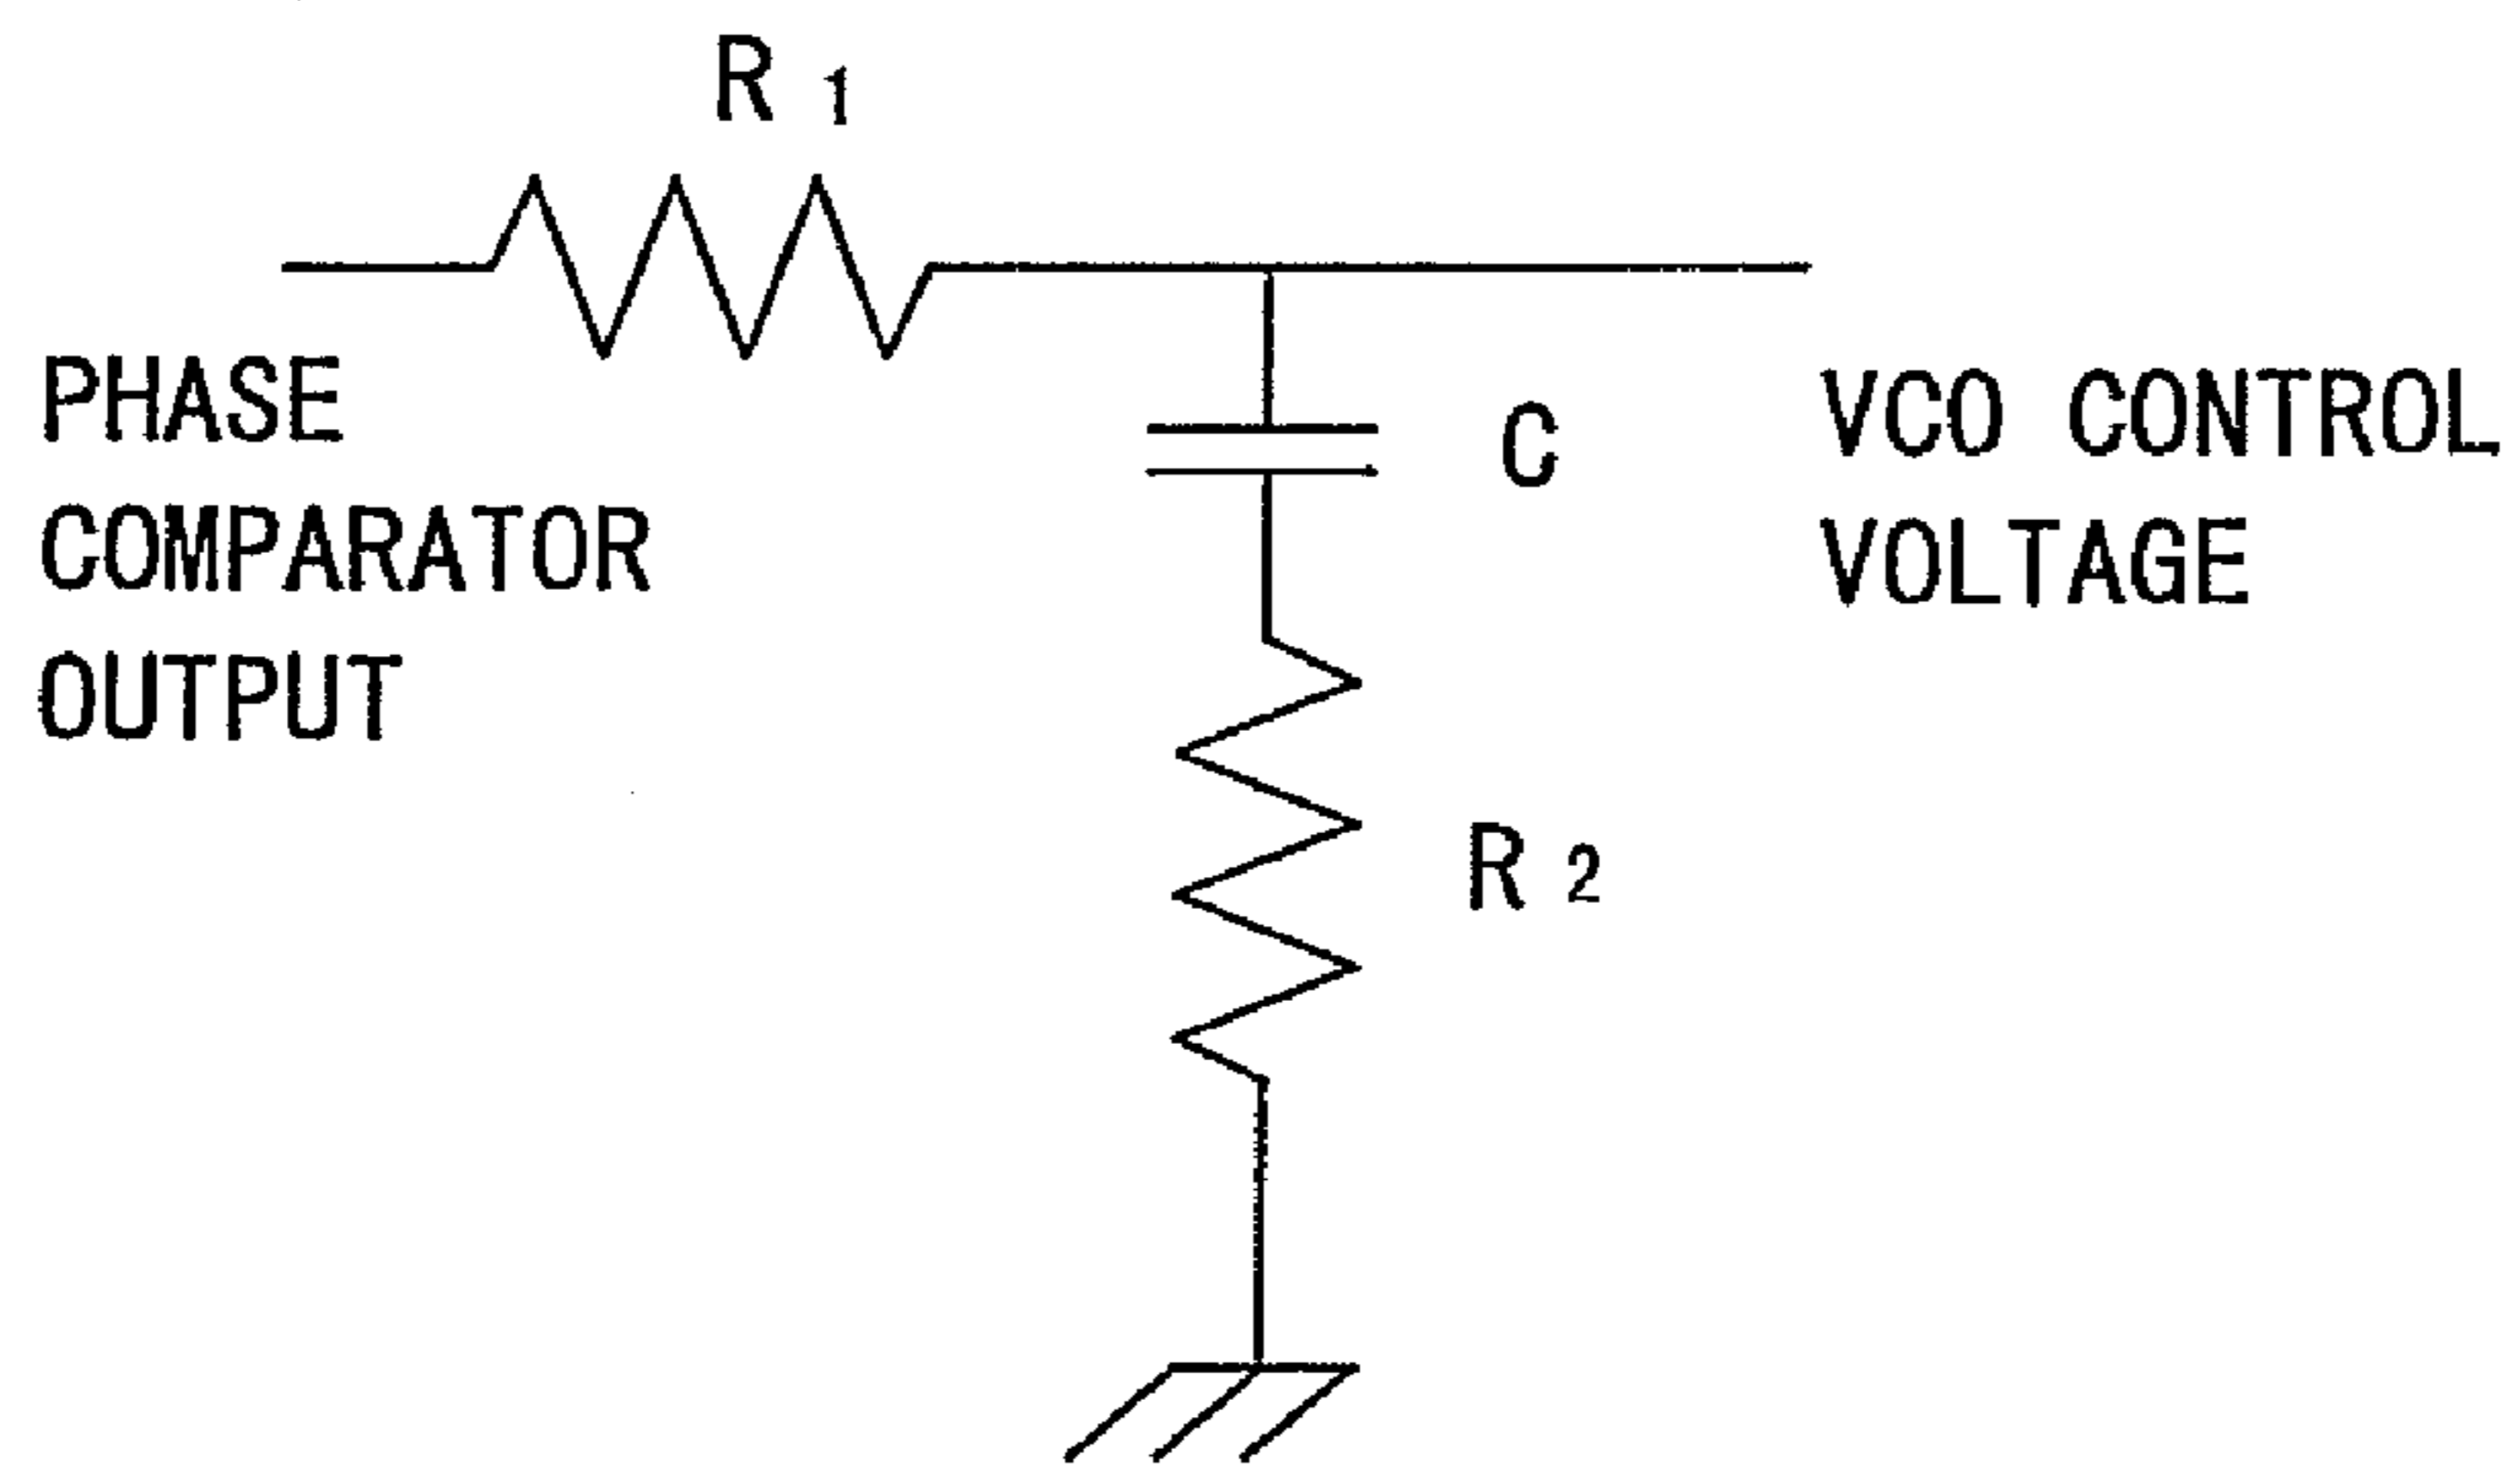 R 1
PHASE
COMPARATOR
OUTPUT
C
VCO CONTROL
VOLTAGE
R 2